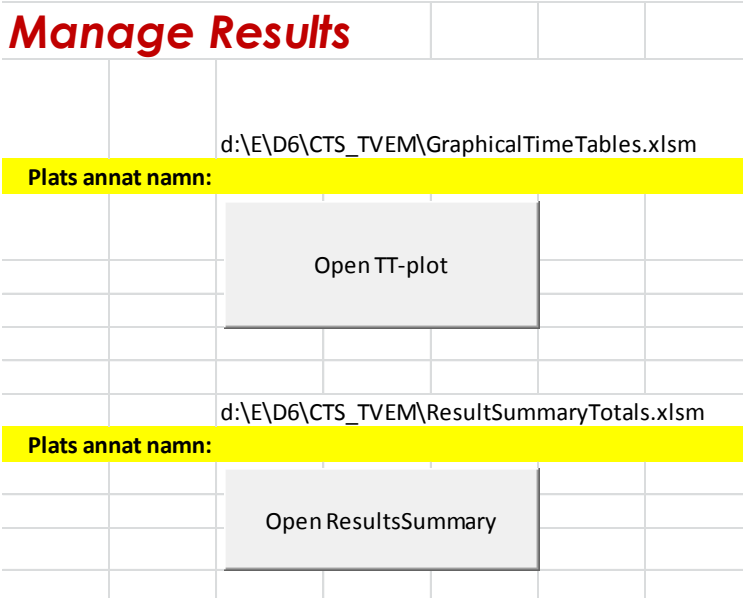 Manage Results
d:\E\D6\CTS_TVEM\GraphicalTimeTables.xlsm
Plats annat namn:
Open TT-plot
d:\E\D6\CTS_TVEM\ResultSummaryTotals.xlsm
Plats annat namn:
Open ResultsSummary